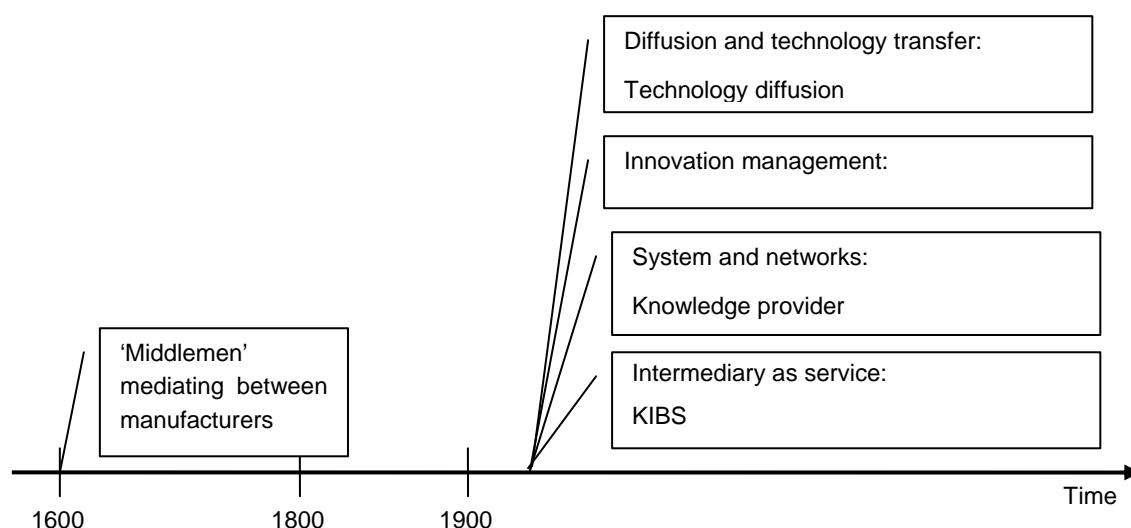 Diffusion and technology transfer:
Technology diffusion
Innovation management:
System and networks:
Knowledge provider
Intermediary as service:
KIBS
‘Middlemen’
mediating between
manufacturers
Time
1600
1800
1900